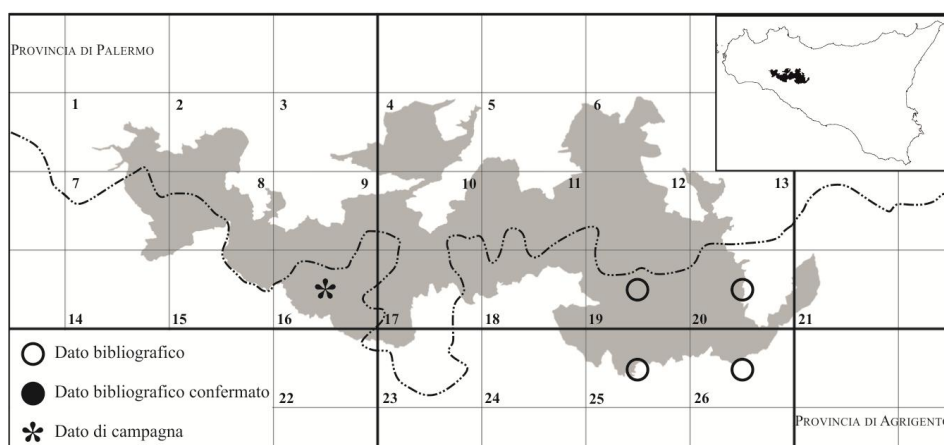 PROVINCIA DI PALERMO
1 2 3 4 5 6
7 8 9 10 11 12 13
14 15 16 17 18 19 20 21
Dato bibliografico
Dato bibliografico confermato
22 23 24 25 26
Dato di campagna
PROVINCIA DI AGRIGENTO